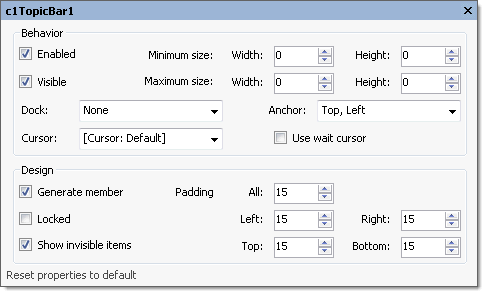 c1TopicBar1
Behavior
Enabled Minimum size: Width: 0 Height: 0
Visible Maximum size: Width: 0 Height: 0
Dock: None Anchor: Top, Left
Cursor: [Cursor: Default] Use wait cursor
Design
Generate member Padding All: 15
Locked Left: 15 Right: 15
Show invisible items Top: 15 Bottom: 15
Reset properties to default